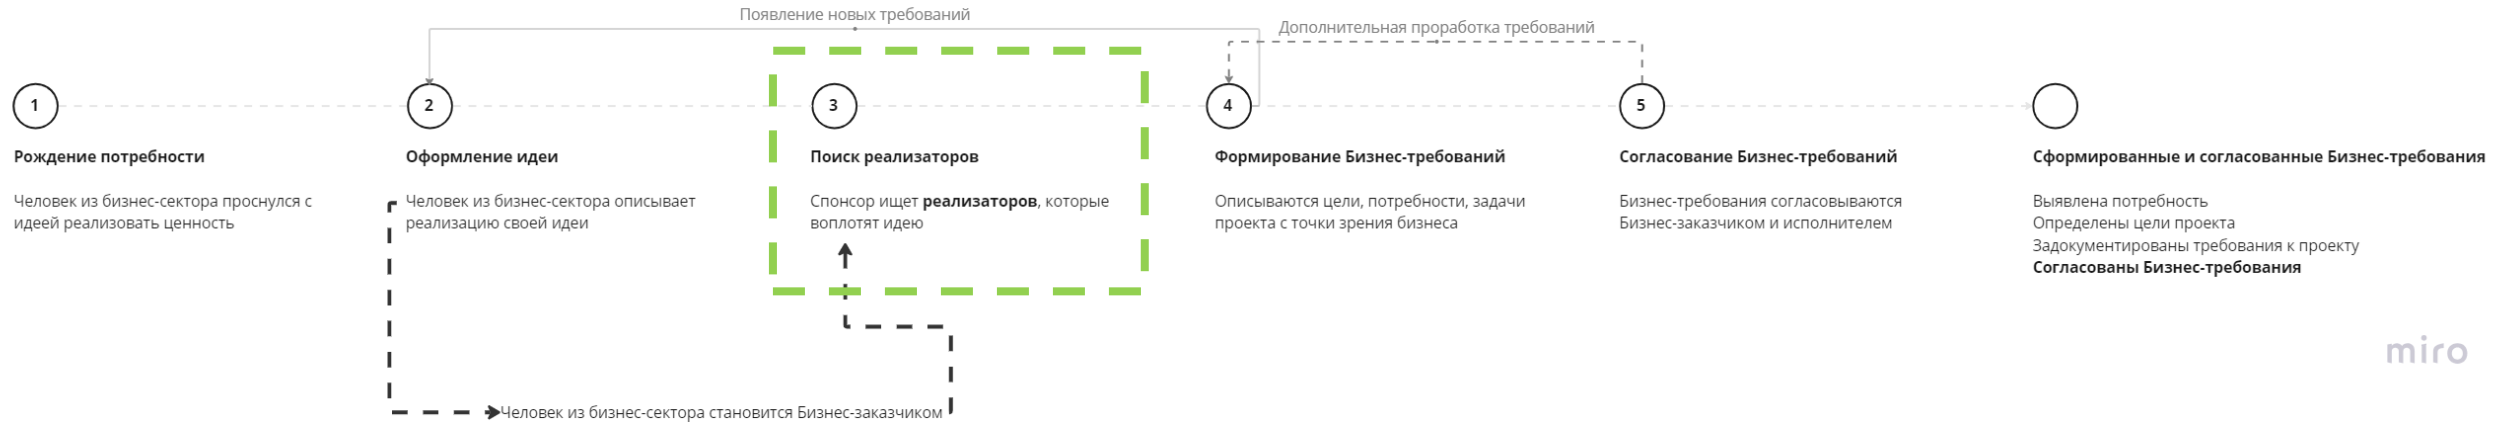 Появление новых требований
Дополнительная проработка требований
1
2
3
4
5
Рождение потребности
Человек из бизнес-сектора проснулся с
идеей реализовать ценность
Оформление идеи
Человек из бизнес-сектора описывает
реализацию своей идеи
Поиск реализаторов
Спонсор ищет реализаторов, которые
воплотят идею
Формирование Бизнес-требований
Описываются цели, потребности, задачи
проекта с точки зрения бизнеса
Согласование Бизнес-требований
Бизнес-требования согласовываются
Бизнес-заказчиком и исполнителем
Сформированные и согласованные Бизнес-требования
Выявлена потребность
Определены цели проекта
Задокументированы требования к проекту
Согласованы Бизнес-требования
Человек из бизнес-сектора становится Бизнес-заказчиком
miro